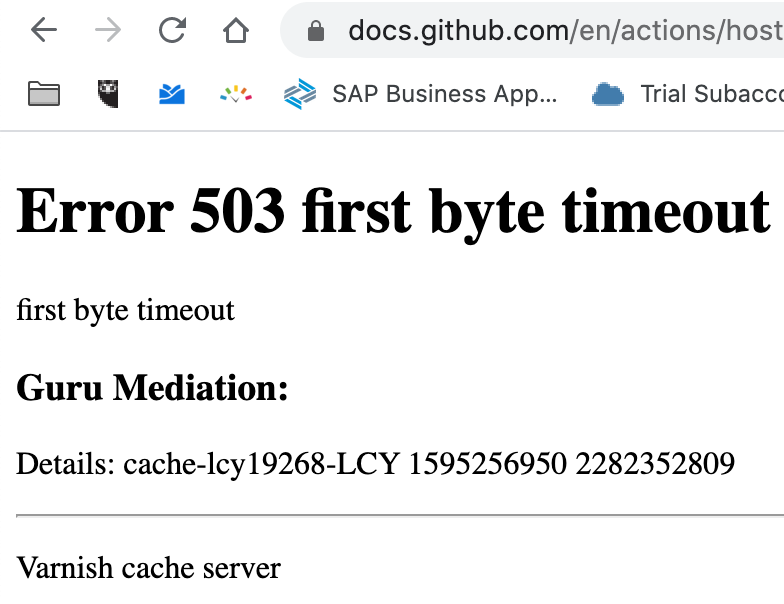 docs.github.com/en/actions/host
SAP Business App...
Trial Subacco
Error 503 first byte timeout
first byte timeout
Guru Mediation:
Details: cache-lcy19268-LCY 1595256950 2282352809
Varnish cache server